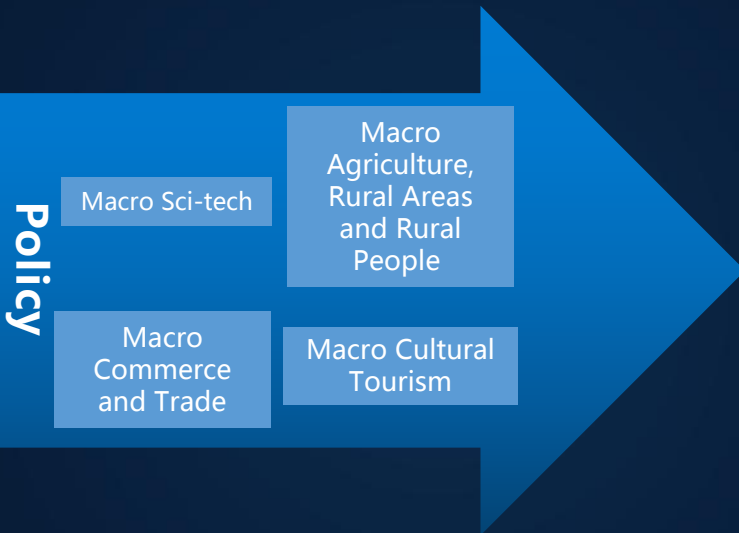 Policy
Macro Sci-tech
Macro
Agriculture,
Rural Areas
and Rural
People
Macro
Commerce
and Trade
Macro Cultural
Tourism